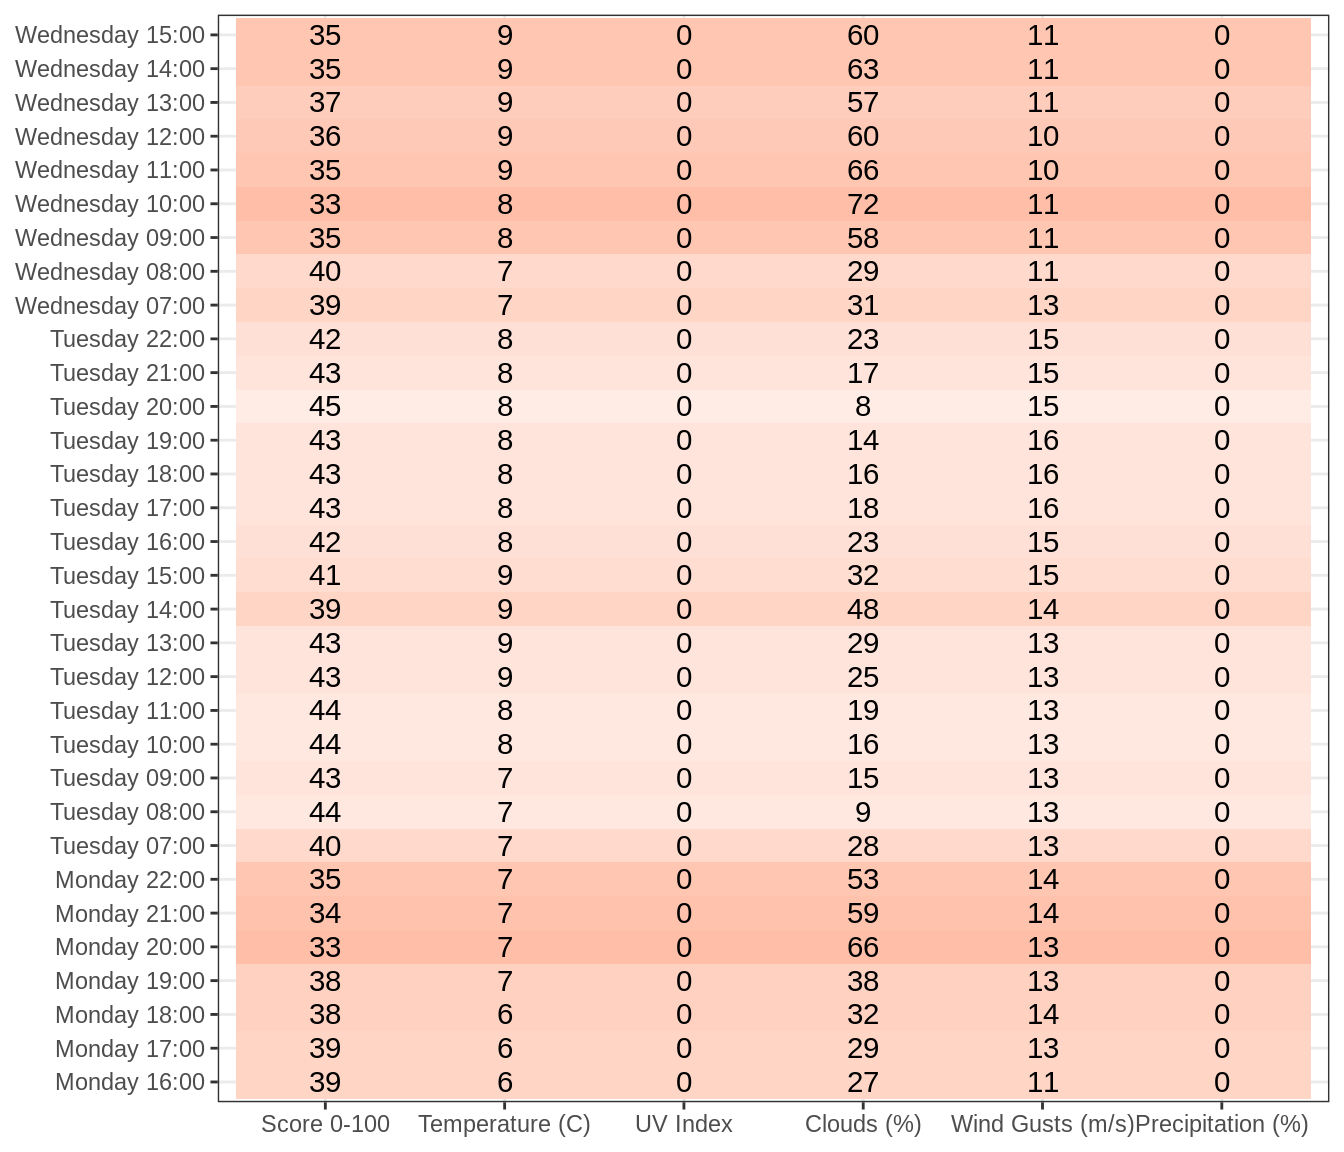 Wednesday 15:00 35 9 0 60 11 0
Wednesday 14:00 35 9 0 63 11 0
Wednesday 13:00 37 9 0 57 11 0
Wednesday 12:00 36 9 0 60 10 0
Wednesday 11:00 35 9 0 66 10 0
Wednesday 10:00 33 8 0 72 11 0
Wednesday 09:00 35 8 0 58 11 0
Wednesday 08:00 40 7 0 29 11 0
Wednesday 07:00 39 7 0 31 13 0
Tuesday 22:00 42 8 0 23 15 0
Tuesday 21:00 43 8 0 17 15 0
Tuesday 20:00 45 8 0 8 15 0
Tuesday 19:00 43 8 0 14 16 0
Tuesday 18:00 43 8 0 16 16 0
Tuesday 17:00 43 8 0 18 16 0
Tuesday 16:00 42 8 0 23 15 0
Tuesday 15:00 41 9 0 32 15 0
Tuesday 14:00 39 9 0 48 14 0
Tuesday 13:00 43 9 0 29 13 0
Tuesday 12:00 43 9 0 25 13 0
Tuesday 11:00 44 8 0 19 13 0
Tuesday 10:00 44 8 0 16 13 0
Tuesday 09:00 43 7 0 15 13 0
Tuesday 08:00 44 7 0 9 13 0
Tuesday 07:00 40 7 0 28 13 0
Monday 22:00 35 7 0 53 14 0
Monday 21:00 34 7 0 59 14 0
Monday 20:00 33 7 0 66 13 0
Monday 19:00 38 7 0 38 13 0
Monday 18:00 38 6 0 32 14 0
Monday 17:00 39 6 0 29 13 0
Monday 16:00 39 6 0 27 11 0
Score 0-100 Temperature (C) UV Index Clouds (%) Wind Gusts (m/s) Precipitation (%)